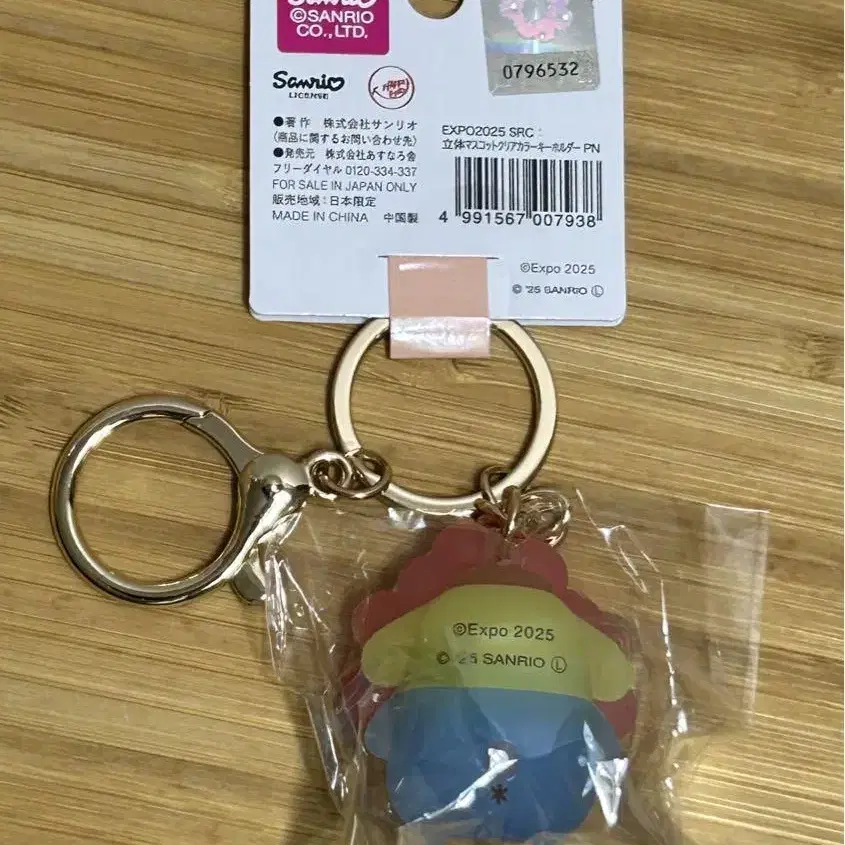 Sanrio
©SANRIO
CO.,LTD.
0796532
Sanrio
LICENSE
●著作 株式会社サンリオ
(商品に関するお問い合わせ先)
●発売元 株式会社あすなろ舎
フリーダイヤル 0120-334-337
FOR SALE IN JAPAN ONLY
販売地域:日本限定
MADE IN CHINA 中国製
EXPO2025 SRC:
立体マスコットクリアカラーキーホルダー PN
4 991567 007938
©Expo 2025
© '25 SANRIO Ⓛ
©Expo 2025
© '25 SANRIO Ⓛ